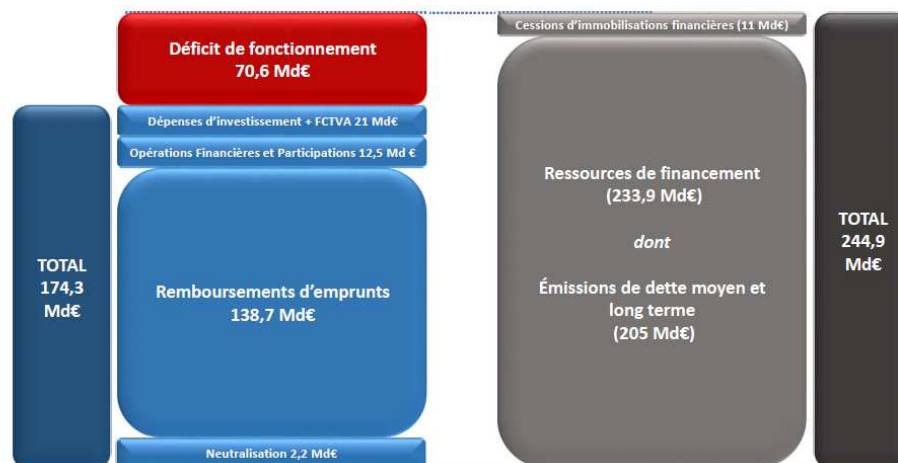 Déficit de fonctionnement
70,6 Md€
Dépenses d'investissement + FCTVA 21 Md€
Opérations Financières et Participations 12,5 Md €
TOTAL
174,3
Md€
Remboursements d'emprunts
138,7 Md€
Neutralisation 2,2 Md€
Cessions d'immobilisations financières (11 Md€)
Ressources de financement
(233,9 Md€)
dont
Émissions de dette moyen et
long terme
(205 Md€)
TOTAL
244,9
Md€